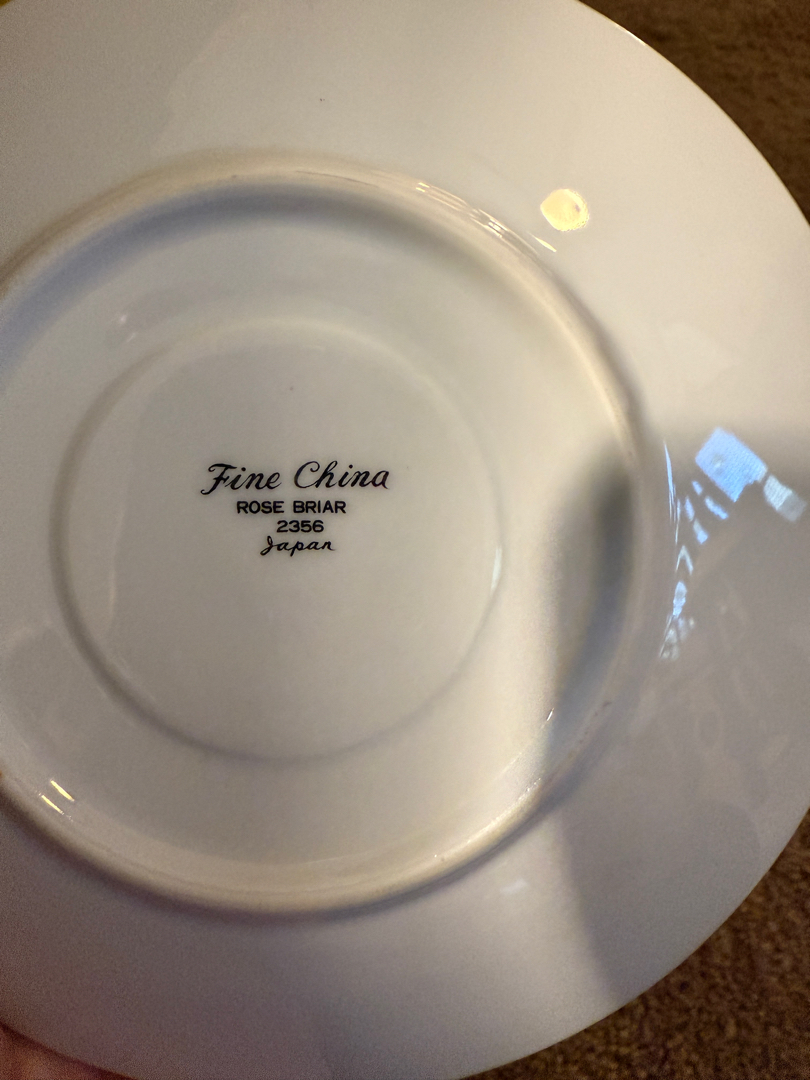 Fine China
ROSE BRIAR
2356
Japan